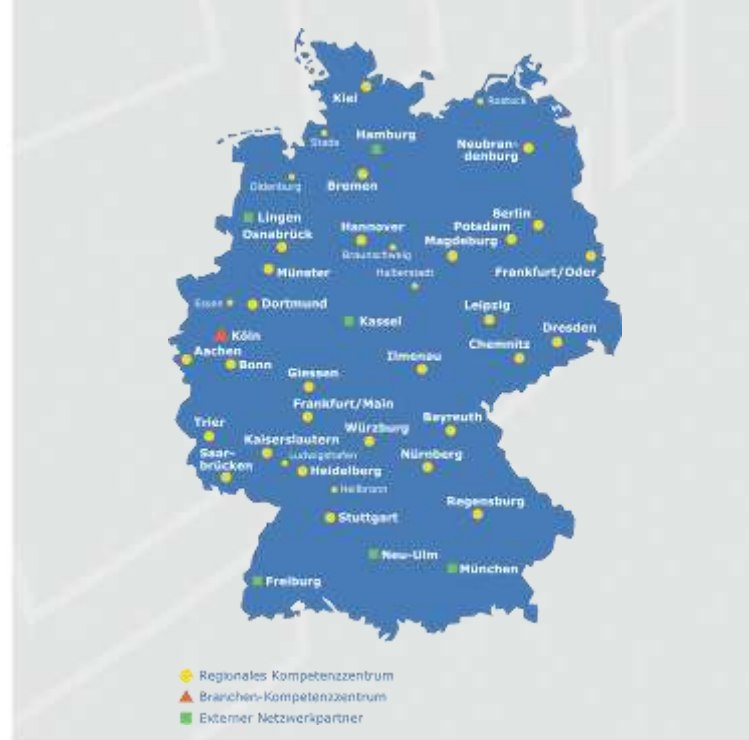 Kiel
Rostock
Stade
Hamburg
Neubran-
denburg
Oldenburg
Bremen
Lingen
Berlin
Osnabrück
Hannover
Potsdam
Braunschweig
Magdeburg
Münster
Halberstadt
Frankfurt/Oder
Essen
Dortmund
Leipzig
Kassel
Dresden
Köln
Chemnitz
Aachen
Ilmenau
Bonn
Giessen
Frankfurt/Main
Trier
Bayreuth
Würzburg
Kaiserslautern
Saar-
brücken
Ludwigshafen
Nürnberg
Heidelberg
Heilbronn
Regensburg
Stuttgart
Neu-Ulm
München
Freiburg
Regionales Kompetenzzentrum
Branchen-Kompetenzzentrum
Externer Netzwerkpartner